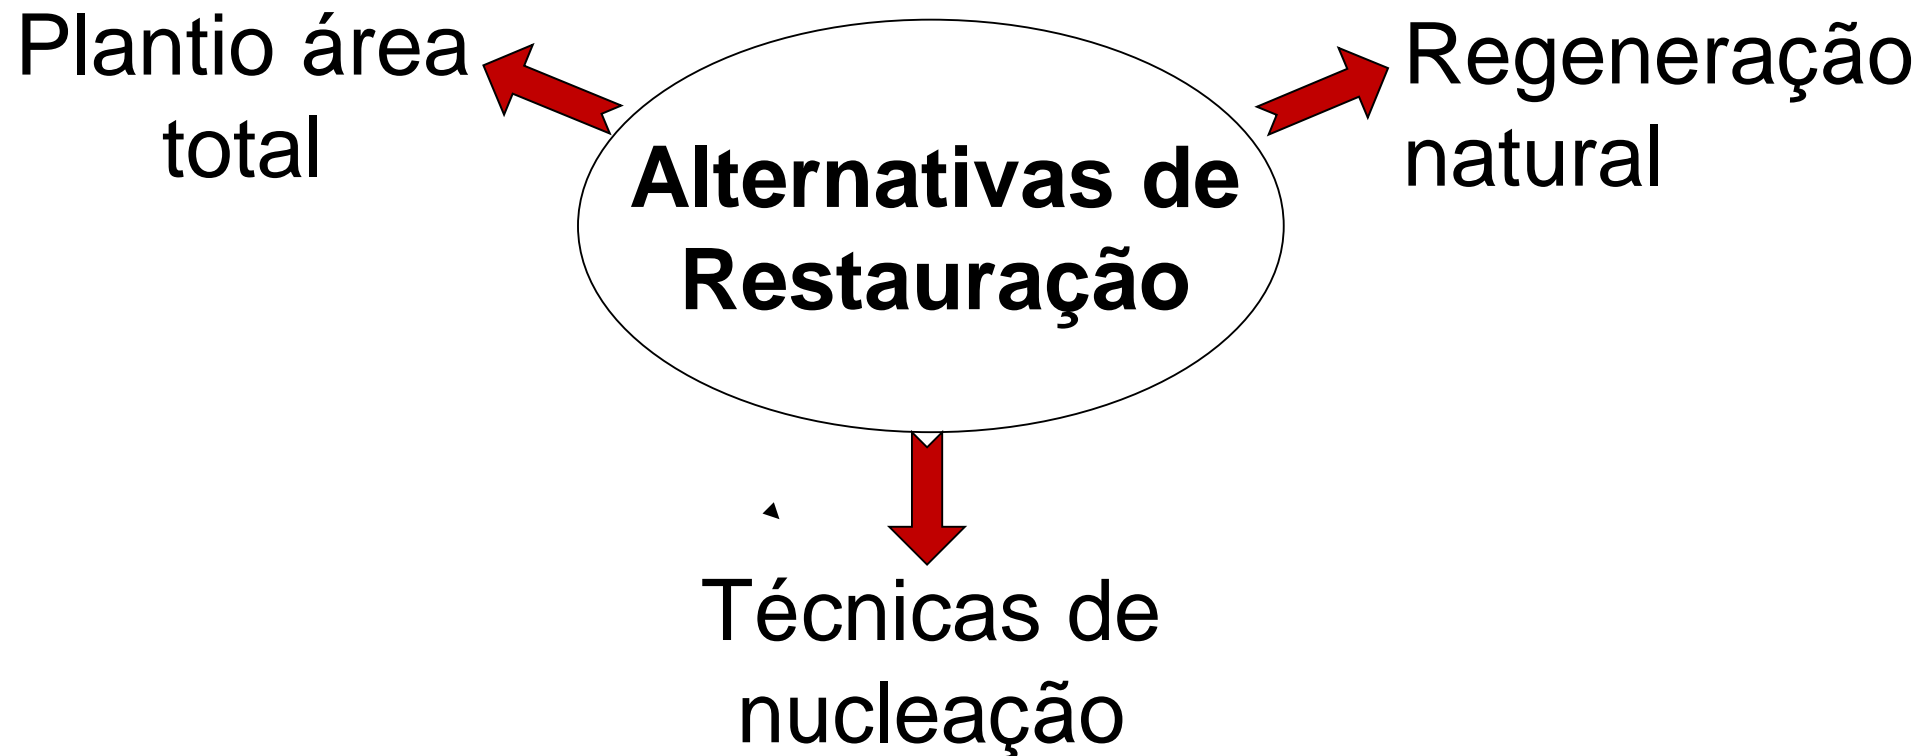 Plantio área
total
Alternativas de
Restauração
Regeneração
natural
Técnicas de
nucleação